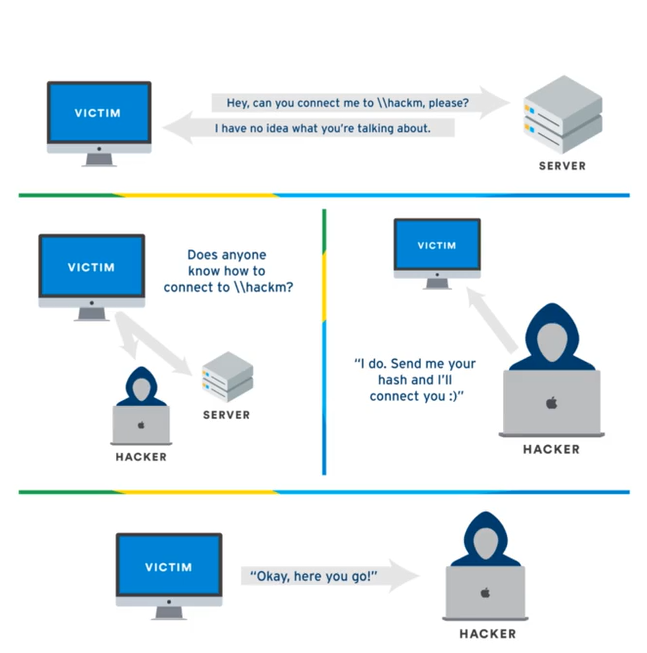 VICTIM
Hey, can you connect me to \\hackm, please?
I have no idea what you're talking about.
SERVER
VICTIM
Does anyone
know how to
connect to \\hackm?
SERVER
HACKER
VICTIM
“I do. Send me your
hash and I'll
connect you :)”
HACKER
VICTIM
“Okay, here you go!”
HACKER